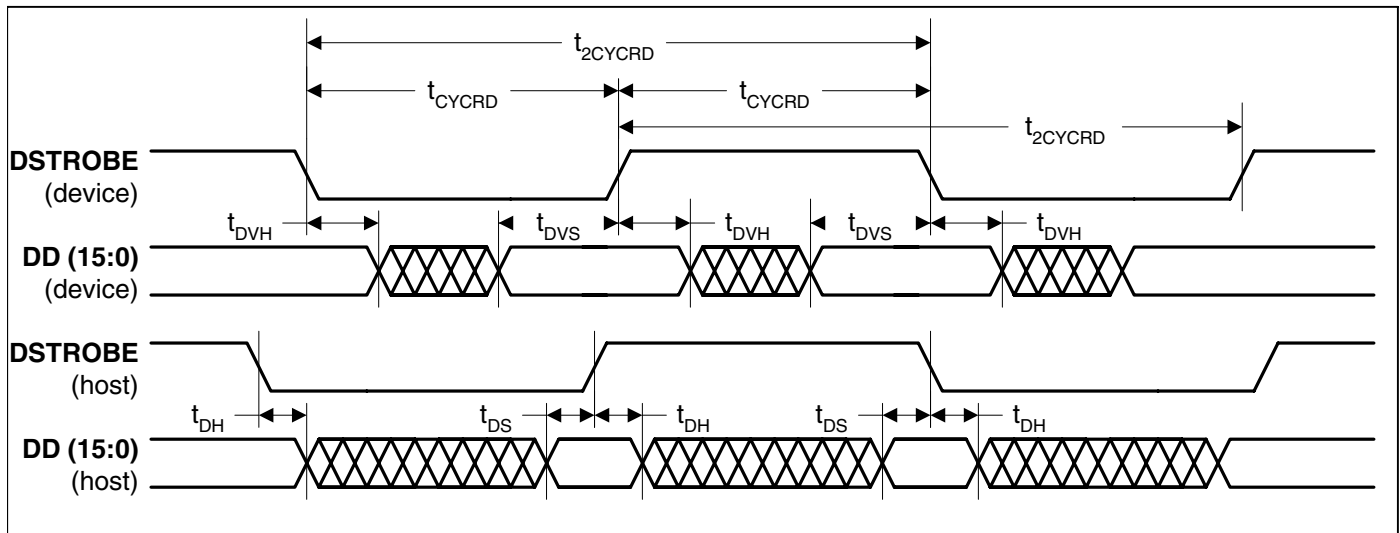 t2CYCRD
tCYCRD tCYCRD
t2CYCRD
DSTROBE
(device)
tDVH tDVS tDVH tDVS tDVH
DD (15:0)
(device)
DSTROBE
(host)
tDH tDS tDH tDS tDH
DD (15:0)
(host)